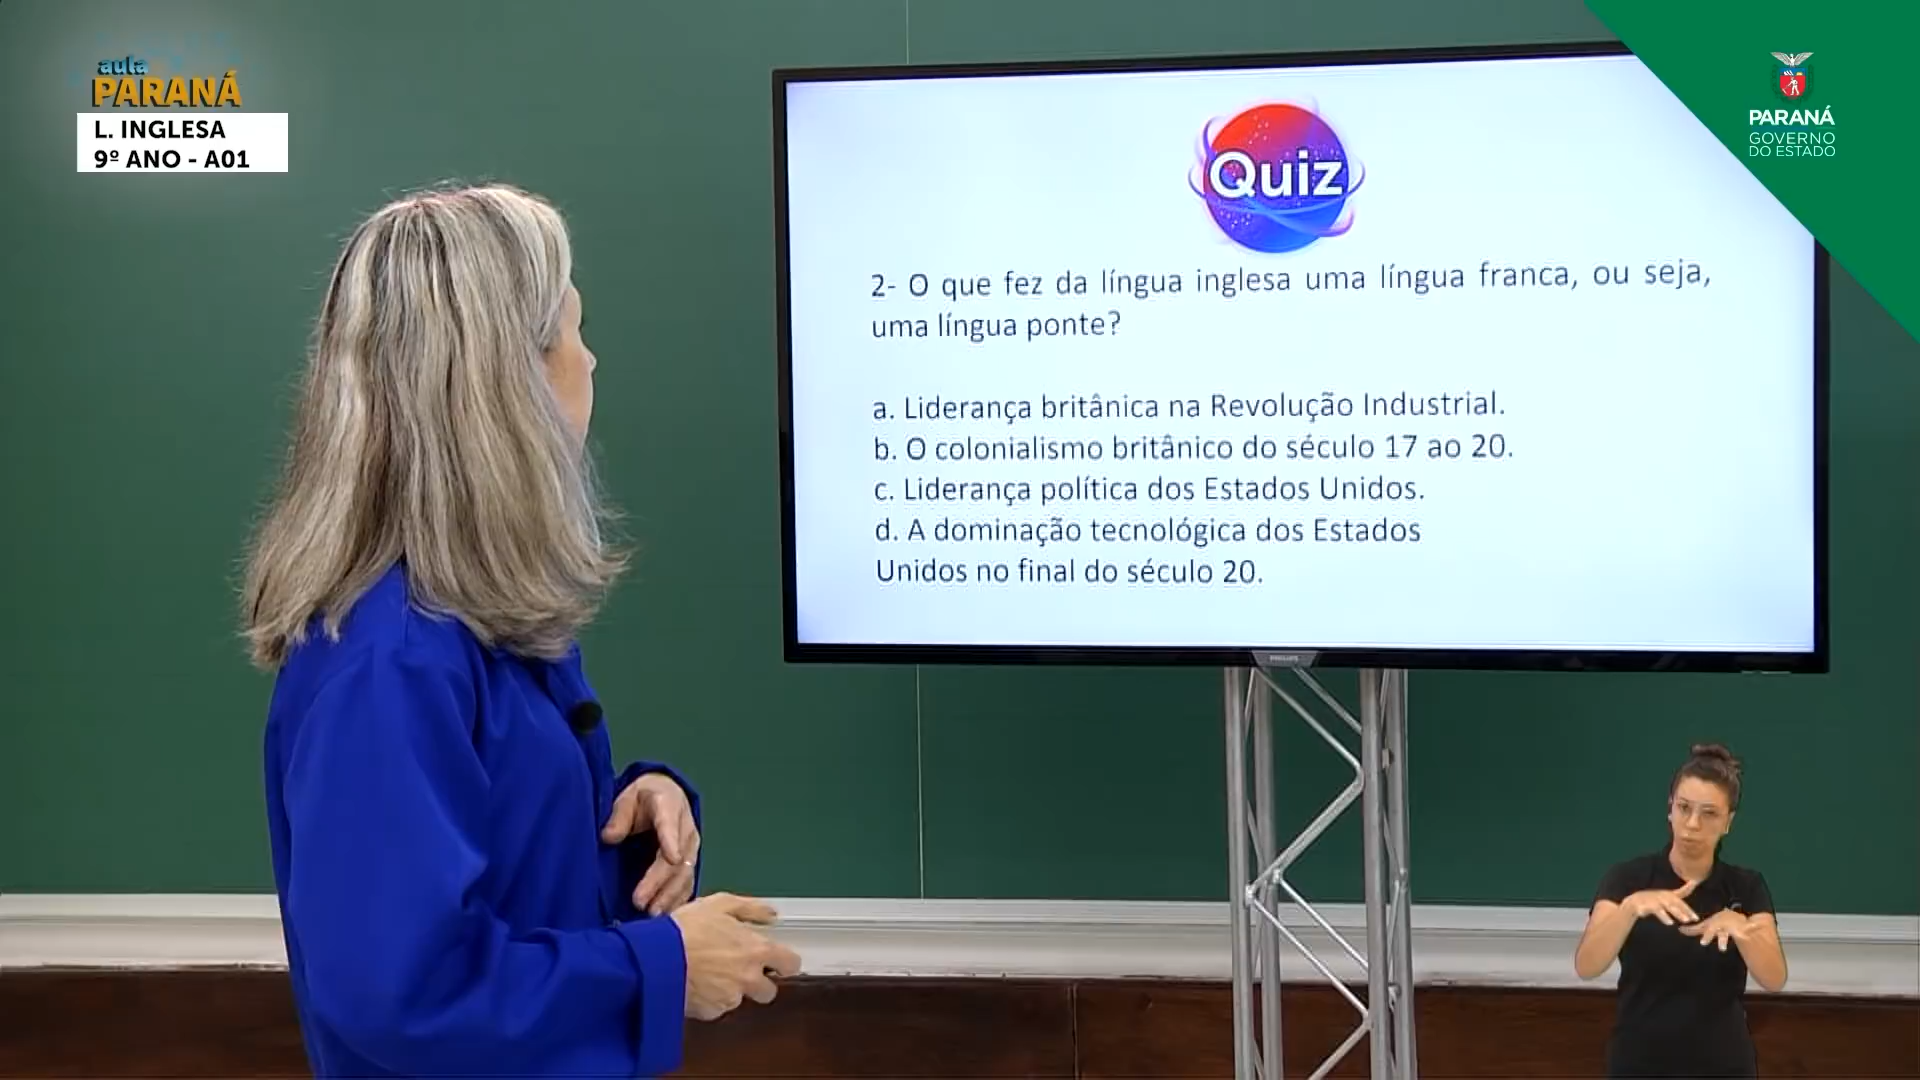 aula
PARANÁ
L. INGLESA
9º ANO - A01
PARANÁ
GOVERNO
DO ESTADO
Quiz
2- O que fez da língua inglesa uma língua franca, ou seja,
uma língua ponte?
a. Liderança britânica na Revolução Industrial.
b. O colonialismo britânico do século 17 ao 20.
c. Liderança política dos Estados Unidos.
d. A dominação tecnológica dos Estados
Unidos no final do século 20.
PHILIPS